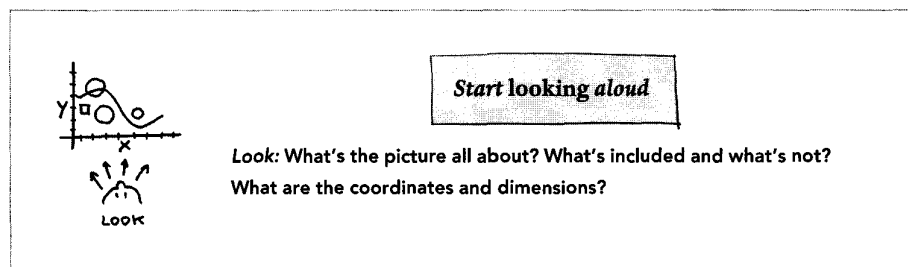 Start looking aloud
Y
X
LOOK
Look: What's the picture all about? What's included and what's not?
What are the coordinates and dimensions?